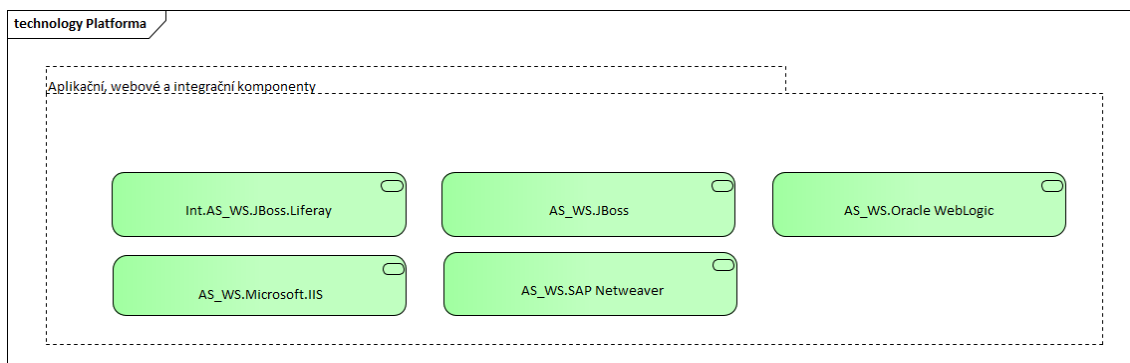 technology Platforma
Aplikační, webové a integrační komponenty
Int.AS_WS.JBoss.Liferay
AS_WS.JBoss
AS_WS.Oracle WebLogic
AS_WS.Microsoft.IIS
AS_WS.SAP Netweaver